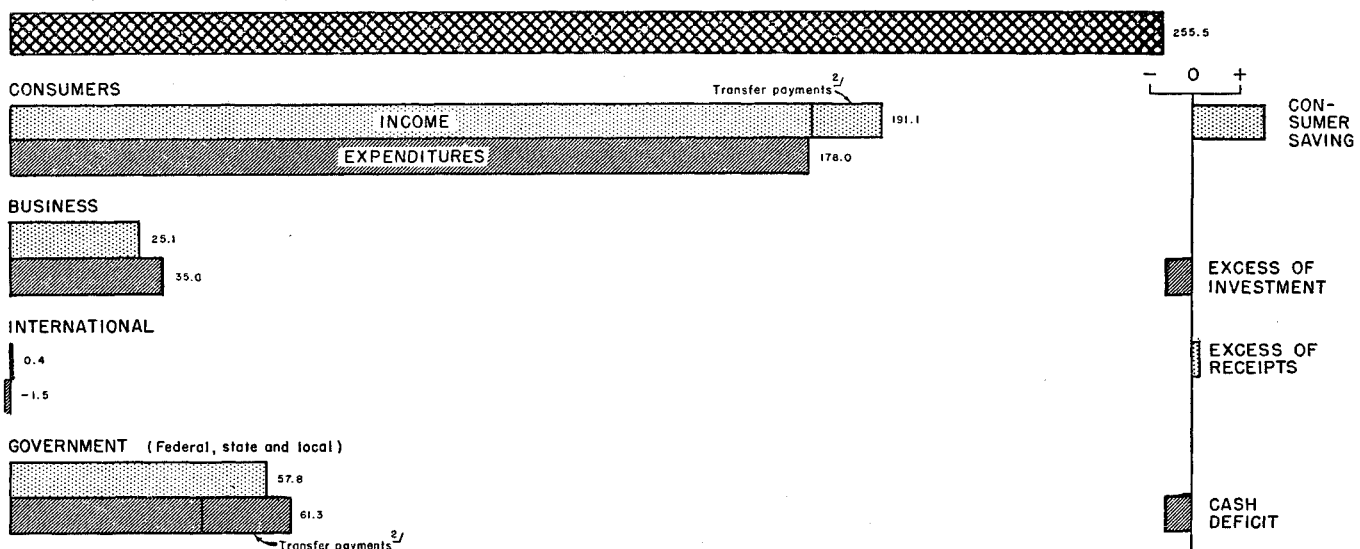 255.5
- 0 +
CONSUMERS
Transfer payments 2/
INCOME
191.1
EXPENDITURES
178.0
CON-
SUMER
SAVING
BUSINESS
25.1
35.0
EXCESS OF
INVESTMENT
INTERNATIONAL
0.4
-1.5
EXCESS OF
RECEIPTS
GOVERNMENT (Federal, state and local)
57.8
61.3
Transfer payments 2/
CASH
DEFICIT